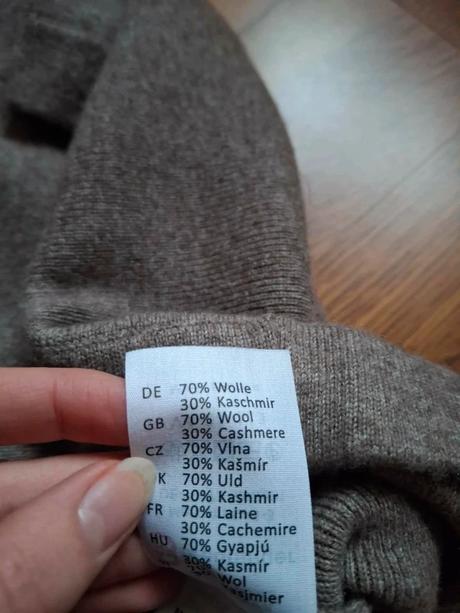 DE 70% Wolle
30% Kaschmir
GB 70% Wool
30% Cashmere
CZ 70% Vlna
30% Kašmír
K 70% Uld
30% Kashmir
FR 70% Laine
30% Cachemire
HU 70% Gyapjú
30% Kasmír
Wol